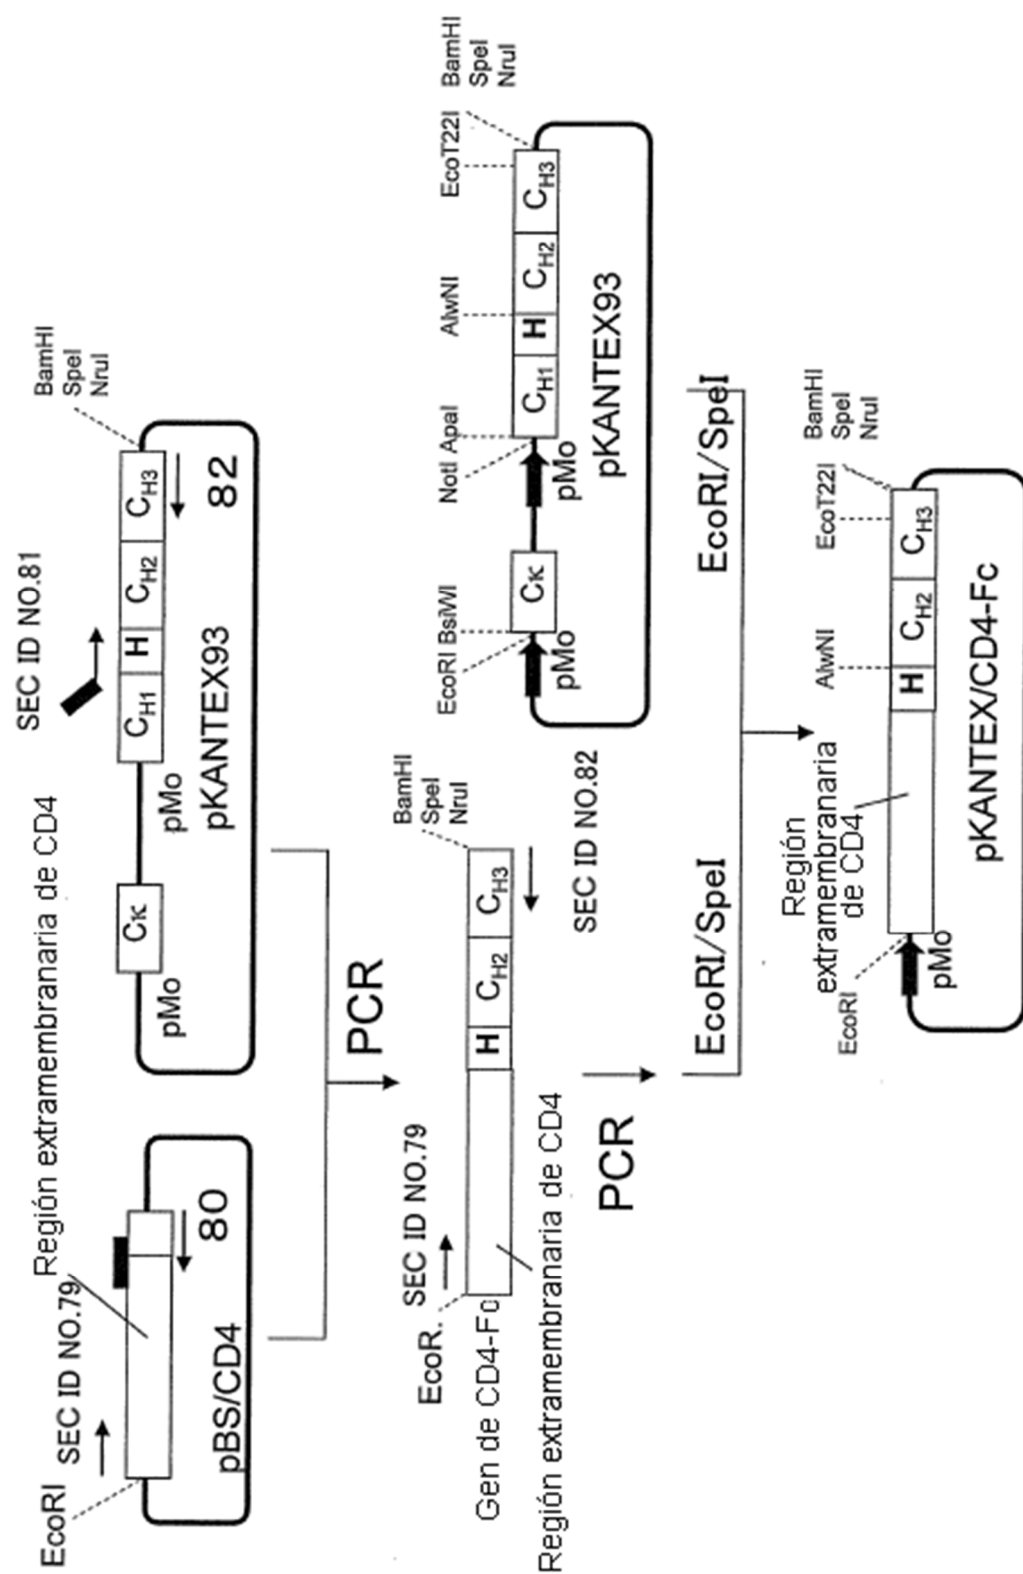 EcoRI
SEC ID NO.79
Región extramembranaria de CD4
80
pBS/CD4
SEC ID NO.81
BamHI
SpeI
NruI
Cκ
CH1
H
CH2
CH3
pMo
pMo
82
pKANTEX93
PCR
EcoR.
SEC ID NO.79
BamHI
SpeI
NruI
H
CH2
CH3
Gen de CD4-Fc
SEC ID NO.82
Región extramembranaria de CD4
EcoRI BsiWI
NotI ApaI
AlwNI
EcoT22I
BamHI
SpeI
NruI
Cκ
CH1
H
CH2
CH3
pMo
pMo
pKANTEX93
PCR
EcoRI/SpeI
EcoRI/SpeI
EcoRI
Región
extramembranaria
de CD4
AlwNI
EcoT22I
BamHI
SpeI
NruI
H
CH2
CH3
pMo
pKANTEX/CD4-Fc